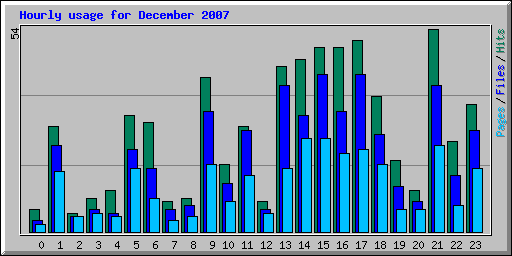 Hourly usage for December 2007
54
Pages / Files / Hits
0 1 2 3 4 5 6 7 8 9 10 11 12 13 14 15 16 17 18 19 20 21 22 23